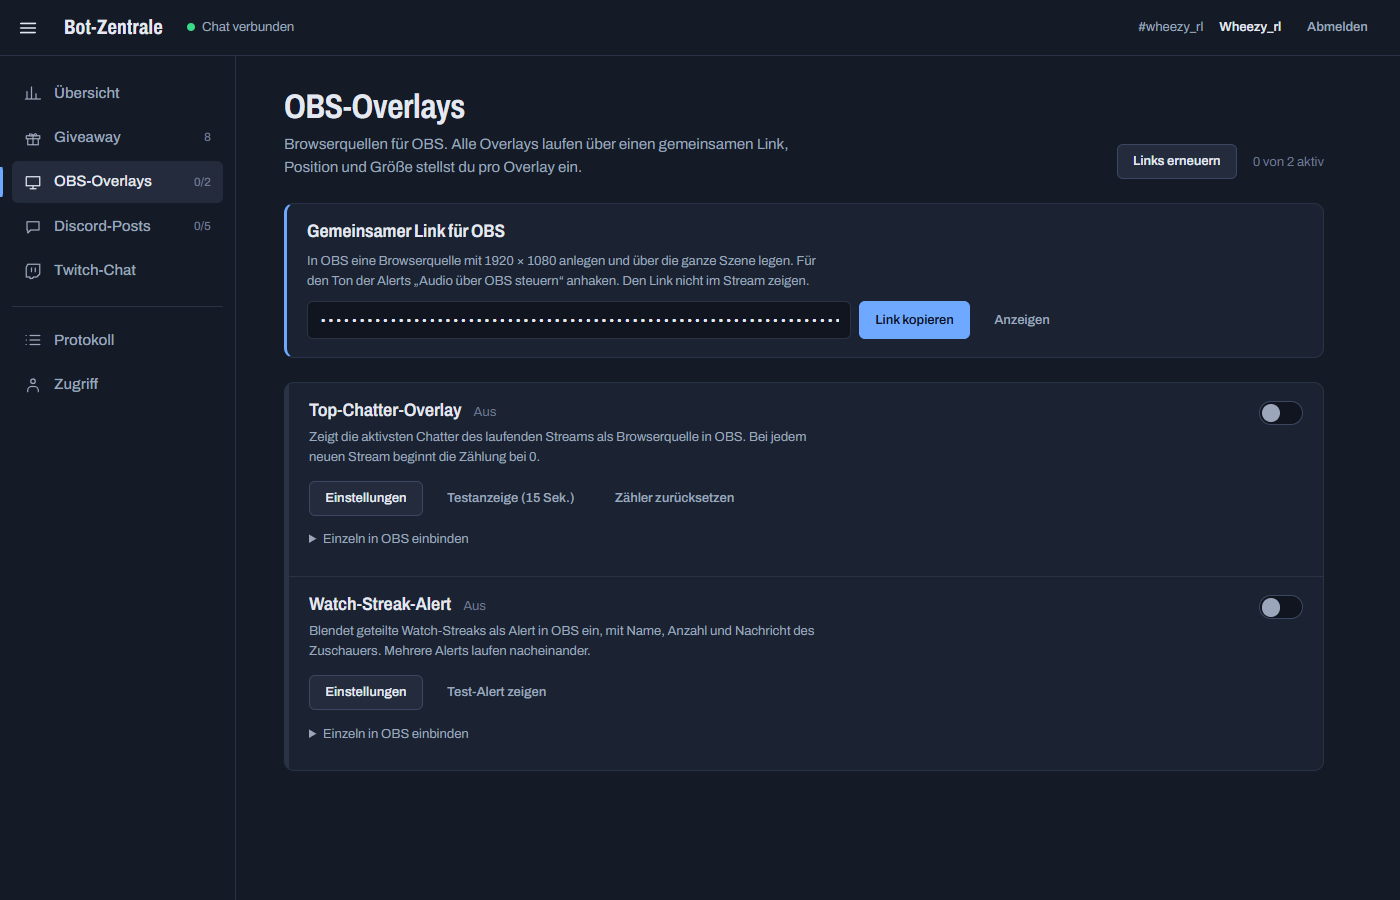 Bot-Zentrale
Chat verbunden
#wheezy_rl
Wheezy_rl
Abmelden
Übersicht
Giveaway 8
OBS-Overlays 0/2
Discord-Posts 0/5
Twitch-Chat
Protokoll
Zugriff
OBS-Overlays
Browserquellen für OBS. Alle Overlays laufen über einen gemeinsamen Link,
Position und Größe stellst du pro Overlay ein.
Links erneuern
0 von 2 aktiv
Gemeinsamer Link für OBS
In OBS eine Browserquelle mit 1920 × 1080 anlegen und über die ganze Szene legen. Für
den Ton der Alerts „Audio über OBS steuern“ anhaken. Den Link nicht im Stream zeigen.
Link kopieren
Anzeigen
Top-Chatter-Overlay Aus
Zeigt die aktivsten Chatter des laufenden Streams als Browserquelle in OBS. Bei jedem
neuen Stream beginnt die Zählung bei 0.
Einstellungen
Testanzeige (15 Sek.)
Zähler zurücksetzen
Einzeln in OBS einbinden
Watch-Streak-Alert Aus
Blendet geteilte Watch-Streaks als Alert in OBS ein, mit Name, Anzahl und Nachricht des
Zuschauers. Mehrere Alerts laufen nacheinander.
Einstellungen
Test-Alert zeigen
Einzeln in OBS einbinden